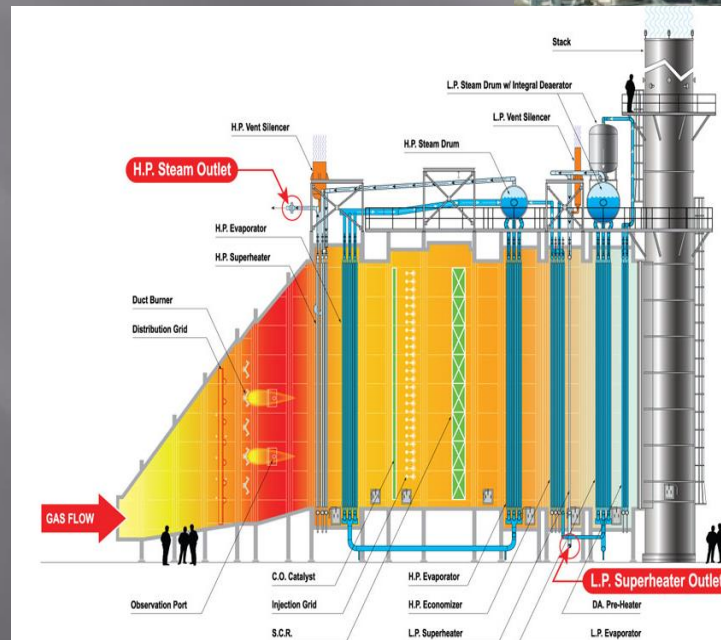 Stack
L.P. Steam Drum w/ Integral Deaerator
L.P. Vent Silencer
H.P. Vent Silencer
H.P. Steam Drum
H.P. Steam Outlet
H.P. Evaporator
H.P. Superheater
Duct Burner
Distribution Grid
GAS FLOW
C.O. Catalyst
H.P. Evaporator
L.P. Superheater Outlet
Observation Port
Injection Grid
H.P. Economizer
DA. Pre-Heater
S.C.R.
L.P. Superheater
L.P. Evaporator